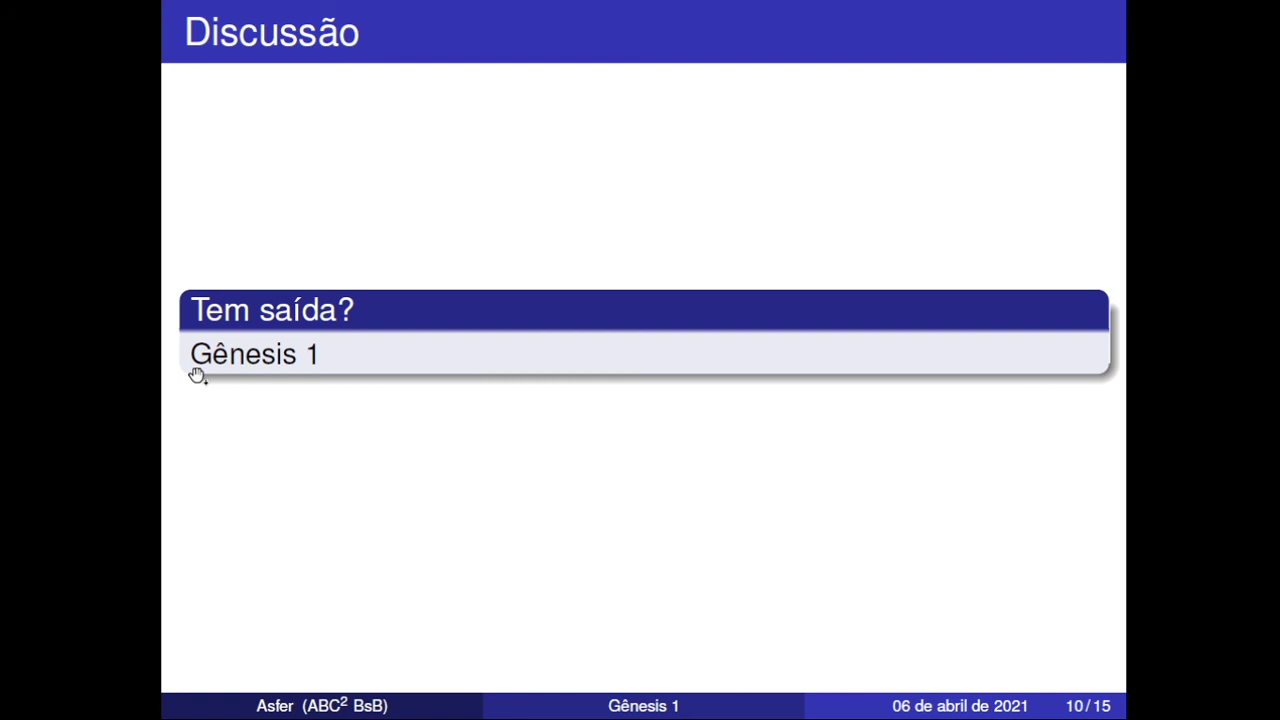 Discussão
Tem saída?
Gênesis 1
Asfer (ABC² BsB) Gênesis 1 06 de abril de 2021 10/15